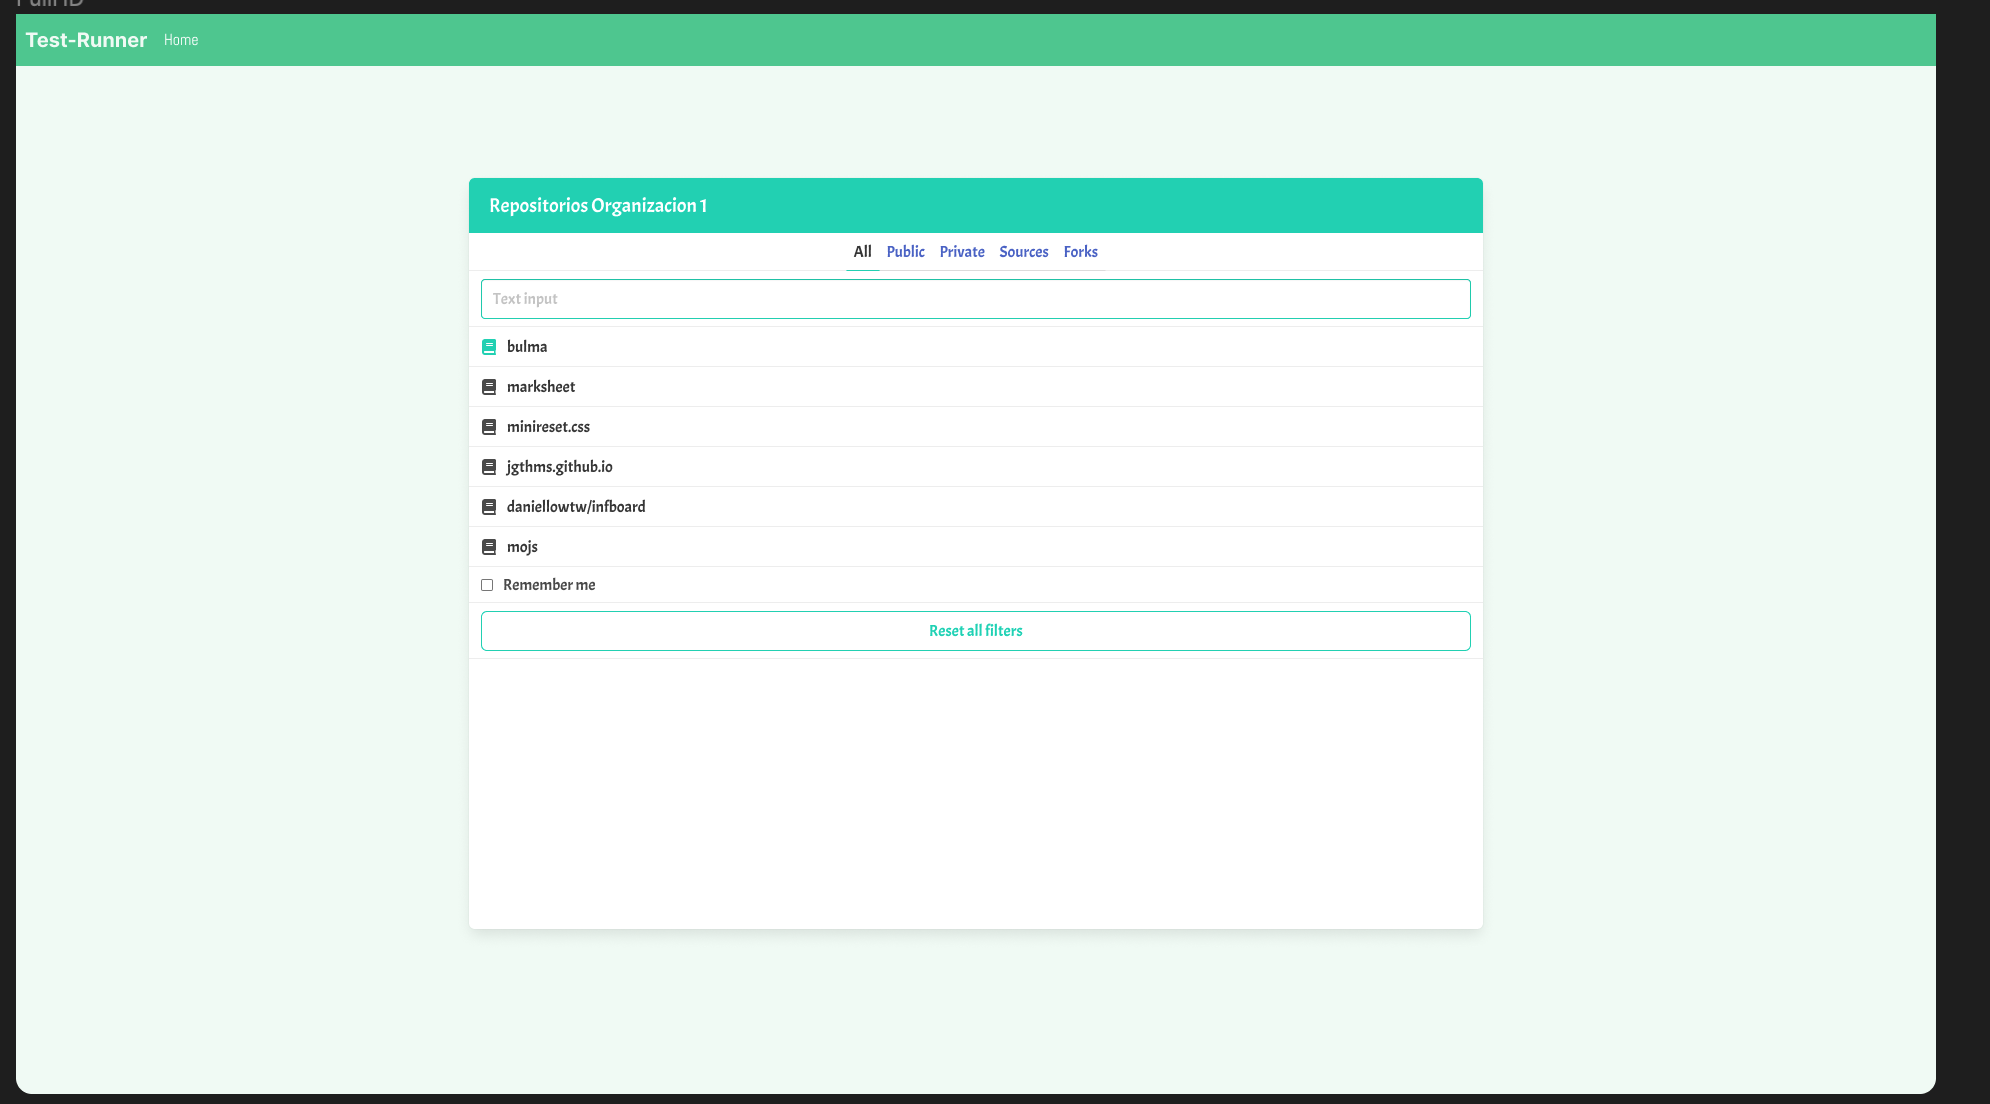 Test-Runner Home
Repositorios Organizacion 1
All Public Private Sources Forks
Text input
bulma
marksheet
minireset.css
jgthms.github.io
daniellowtw/infboard
mojs
Remember me
Reset all filters